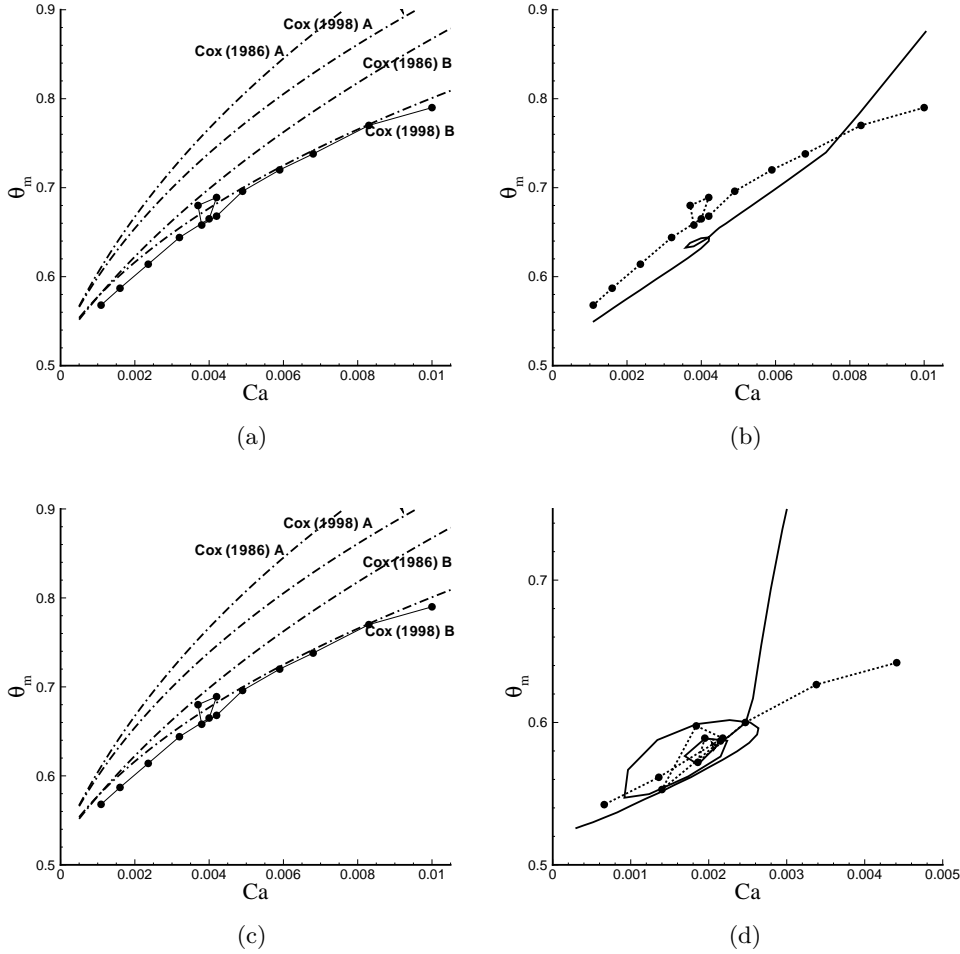 0.9
0.8
0.7
0.6
0.5
θm
0
0.002
0.004
0.006
0.008
0.01
Ca
Cox (1998) A
Cox (1986) A
Cox (1986) B
Cox (1998) B
(a)
0.9
0.8
0.7
0.6
0.5
θm
0
0.002
0.004
0.006
0.008
0.01
Ca
(b)
0.9
0.8
0.7
0.6
0.5
θm
0
0.002
0.004
0.006
0.008
0.01
Ca
Cox (1998) A
Cox (1986) A
Cox (1986) B
Cox (1998) B
(c)
0.7
0.6
0.5
θm
0
0.001
0.002
0.003
0.004
0.005
Ca
(d)